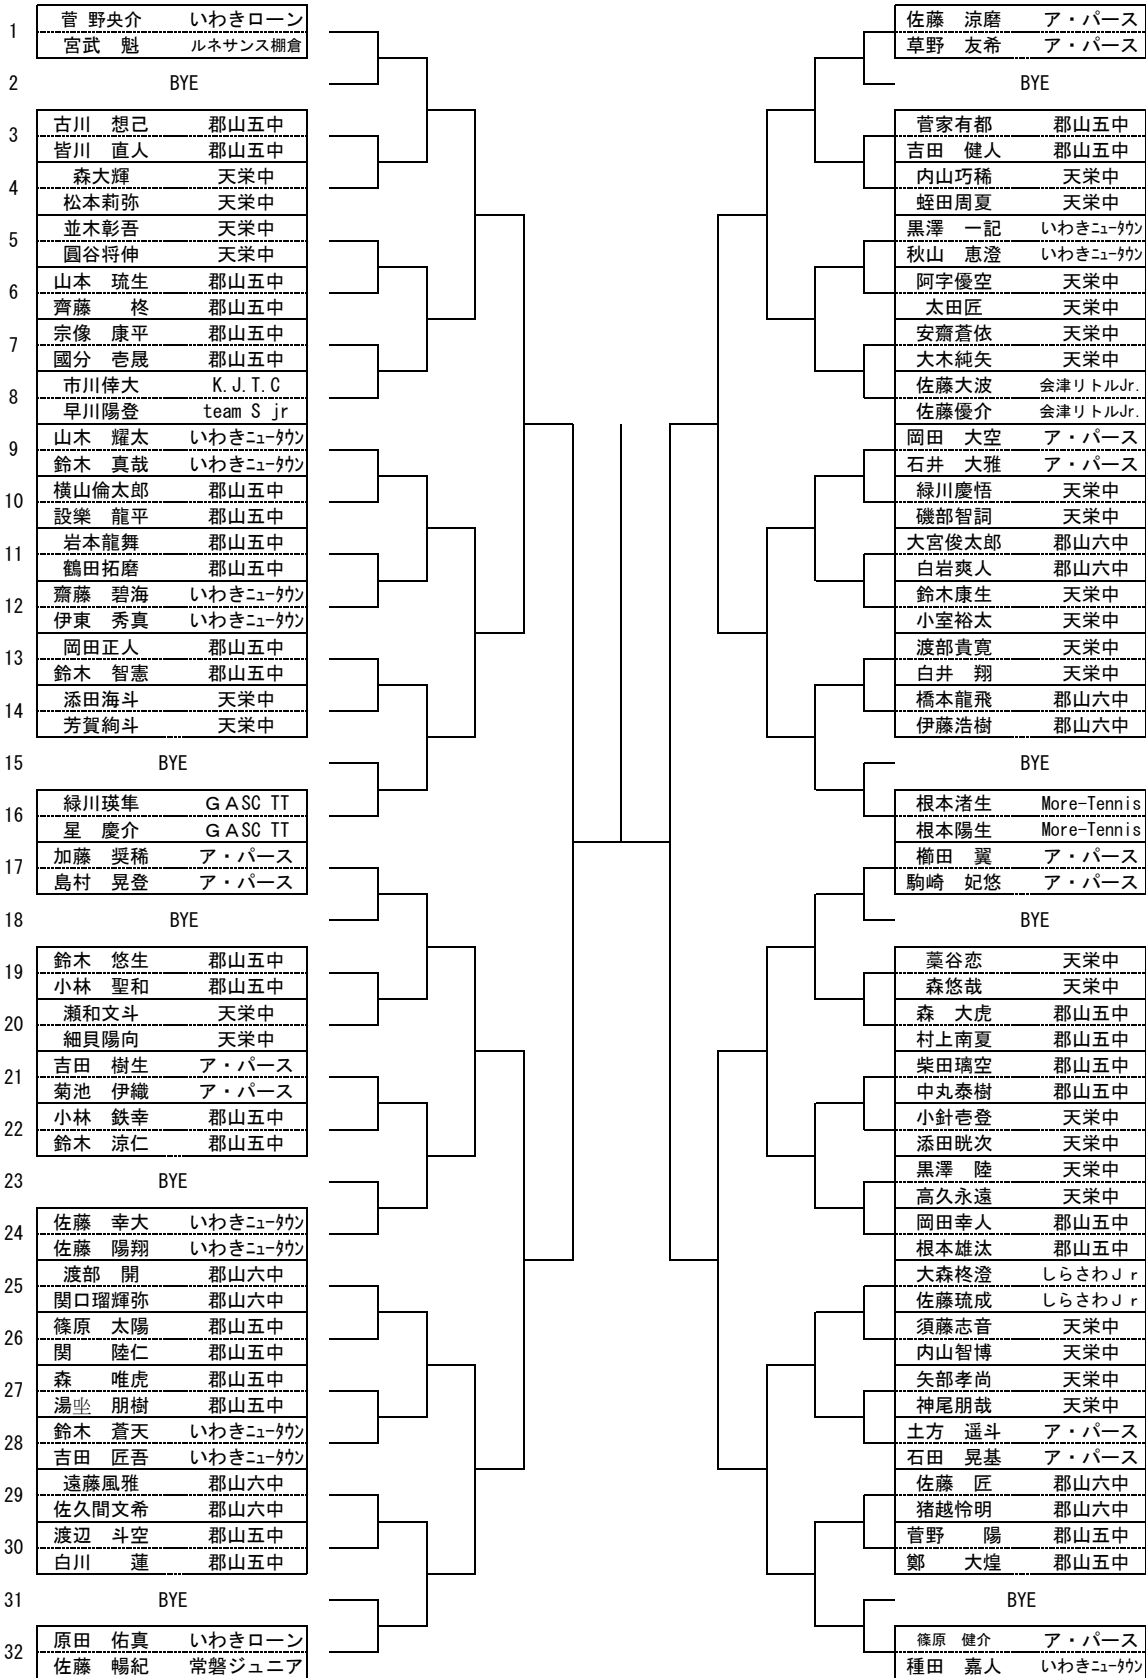 1
菅 野央介 いわきローン
宮武 魁 ルネサンス棚倉
2 BYE
3
古川 想己 郡山五中
皆川 直人 郡山五中
4
森大輝 天栄中
松本莉弥 天栄中
5
並木彰吾 天栄中
圓谷将伸 天栄中
6
山本 琉生 郡山五中
齊藤 柊 郡山五中
7
宗像 康平 郡山五中
國分 壱晟 郡山五中
8
市川倖大 K.J.T.C
早川陽登 team S jr
9
山木 耀太 いわきニュータウン
鈴木 真哉 いわきニュータウン
10
横山倫太郎 郡山五中
設樂 龍平 郡山五中
11
岩本龍舞 郡山五中
鶴田拓磨 郡山五中
12
齋藤 碧海 いわきニュータウン
伊東 秀真 いわきニュータウン
13
岡田正人 郡山五中
鈴木 智憲 郡山五中
14
添田海斗 天栄中
芳賀絢斗 天栄中
15 BYE
16
緑川瑛隼 GASC TT
星 慶介 GASC TT
17
加藤 奨稀 ア・パース
島村 晃登 ア・パース
18 BYE
19
鈴木 悠生 郡山五中
小林 聖和 郡山五中
20
瀬和文斗 天栄中
細貝陽向 天栄中
21
吉田 樹生 ア・パース
菊池 伊織 ア・パース
22
小林 鉄幸 郡山五中
鈴木 涼仁 郡山五中
23 BYE
24
佐藤 幸大 いわきニュータウン
佐藤 陽翔 いわきニュータウン
25
渡部 開 郡山六中
関口瑠輝弥 郡山六中
26
篠原 太陽 郡山五中
関 陸仁 郡山五中
27
森 唯虎 郡山五中
湯坐 朋樹 郡山五中
28
鈴木 蒼天 いわきニュータウン
吉田 匠吾 いわきニュータウン
29
遠藤風雅 郡山六中
佐久間文希 郡山六中
30
渡辺 斗空 郡山五中
白川 蓮 郡山五中
31 BYE
32
原田 佑真 いわきローン
佐藤 暢紀 常磐ジュニア
佐藤 涼磨 ア・パース
草野 友希 ア・パース
BYE
菅家有都 郡山五中
吉田 健人 郡山五中
内山巧稀 天栄中
蛭田周夏 天栄中
黒澤 一記 いわきニュータウン
秋山 恵澄 いわきニュータウン
阿字優空 天栄中
太田匠 天栄中
安齋蒼依 天栄中
大木純矢 天栄中
佐藤大波 会津リトルJr.
佐藤優介 会津リトルJr.
岡田 大空 ア・パース
石井 大雅 ア・パース
緑川慶悟 天栄中
磯部智詞 天栄中
大宮俊太郎 郡山六中
白岩爽人 郡山六中
鈴木康生 天栄中
小室裕太 天栄中
渡部貴寛 天栄中
白井 翔 天栄中
橋本龍飛 郡山六中
伊藤浩樹 郡山六中
BYE
根本渚生 More-Tennis
根本陽生 More-Tennis
櫛田 翼 ア・パース
駒崎 妃悠 ア・パース
BYE
藁谷恋 天栄中
森悠哉 天栄中
森 大虎 郡山五中
村上南夏 郡山五中
柴田璃空 郡山五中
中丸泰樹 郡山五中
小針壱登 天栄中
添田晄次 天栄中
黒澤 陸 天栄中
高久永遠 天栄中
岡田幸人 郡山五中
根本雄汰 郡山五中
大森柊澄 しらさわJr
佐藤琉成 しらさわJr
須藤志音 天栄中
内山智博 天栄中
矢部孝尚 天栄中
神尾朋哉 天栄中
土方 遥斗 ア・パース
石田 晃基 ア・パース
佐藤 匠 郡山六中
猪越怜明 郡山六中
菅野 陽 郡山五中
鄭 大煌 郡山五中
BYE
篠原 健介 ア・パース
種田 嘉人 いわきニュータウン